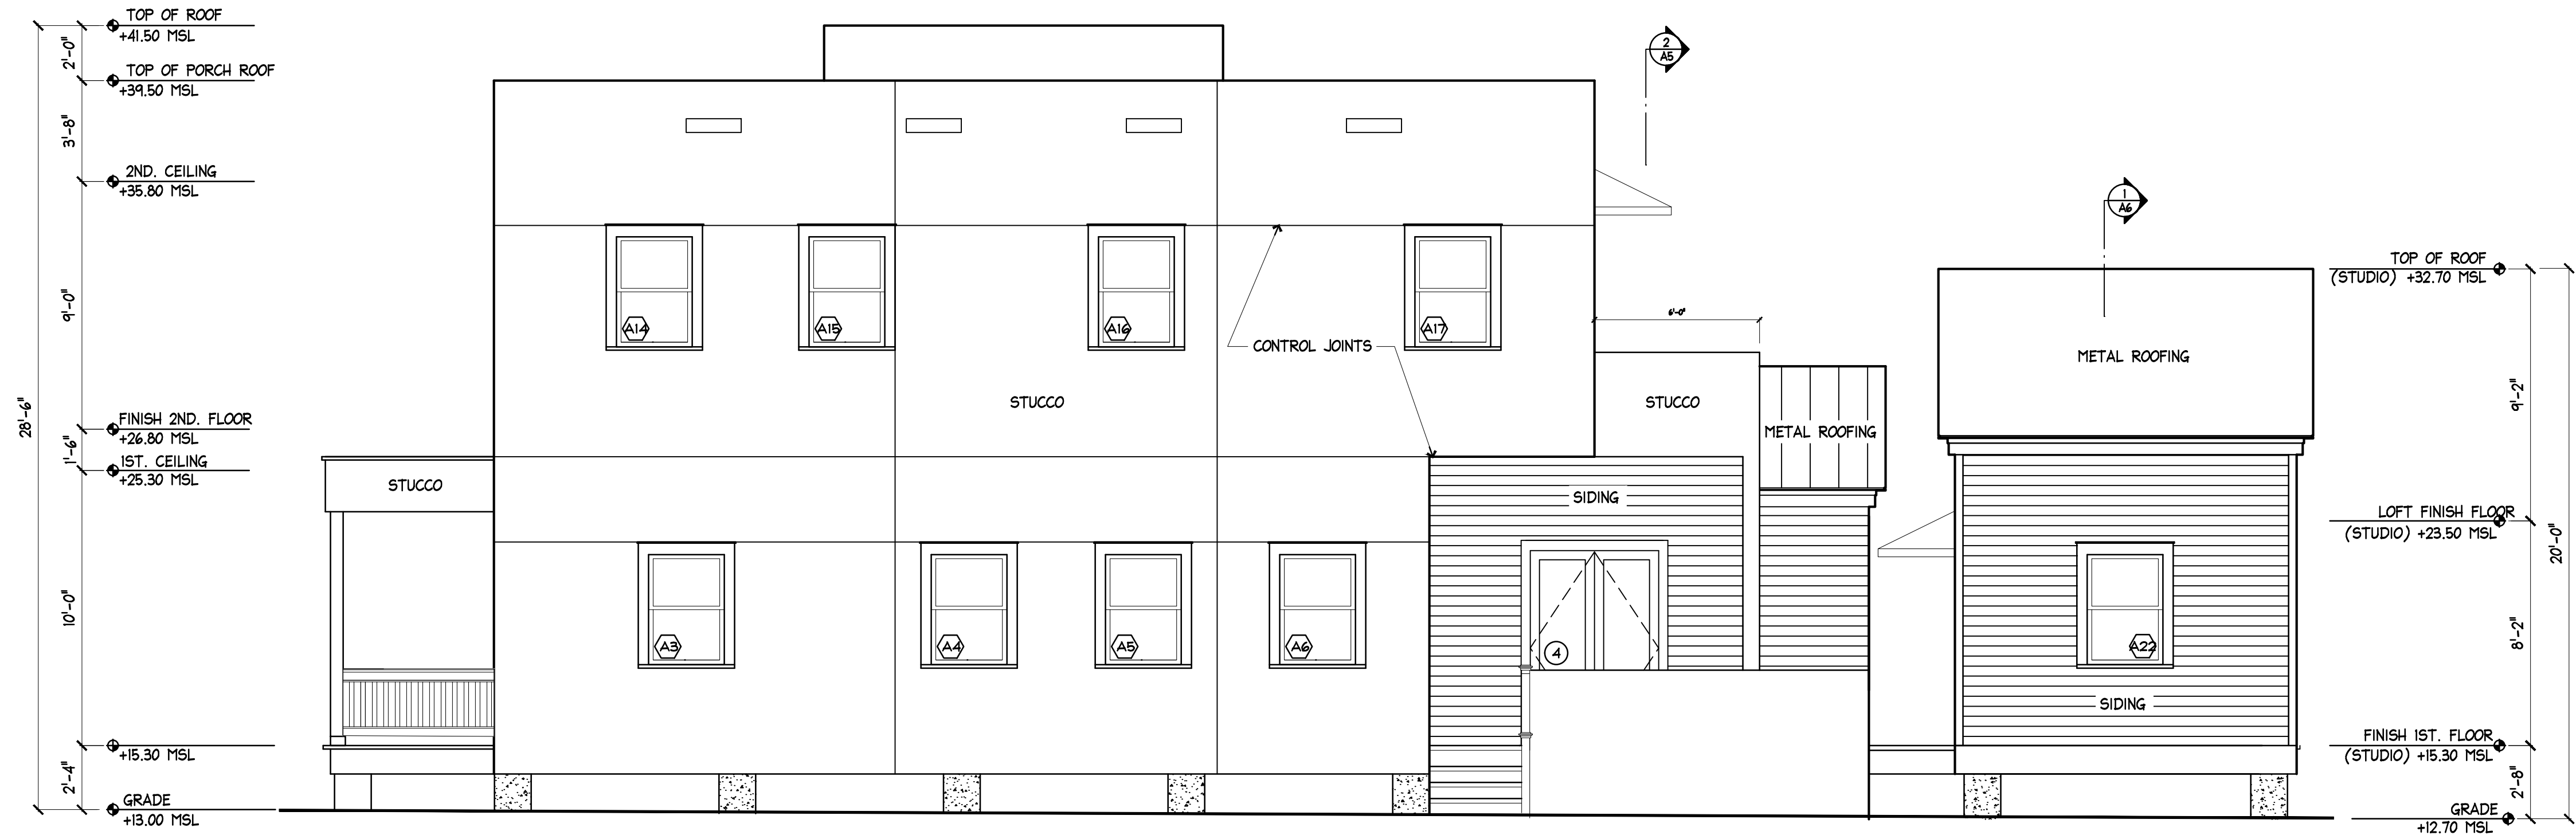 TOP OF ROOF
+41.50 MSL
2'-0"
TOP OF PORCH ROOF
+39.50 MSL
3'-8"
2ND. CEILING
+35.80 MSL
9'-0"
28'-6"
FINISH 2ND. FLOOR
+26.80 MSL
1'-6"
1ST. CEILING
+25.30 MSL
10'-0"
+15.30 MSL
2'-4"
GRADE
+13.00 MSL
STUCCO
A14
A15
A16
A17
CONTROL JOINTS
STUCCO
A3
A4
A5
A6
2
A5
6'-0"
STUCCO
METAL ROOFING
SIDING
4
1
A6
METAL ROOFING
A22
SIDING
TOP OF ROOF
(STUDIO) +32.70 MSL
9'-2"
LOFT FINISH FLOOR
(STUDIO) +23.50 MSL
20'-0"
8'-2"
FINISH 1ST. FLOOR
(STUDIO) +15.30 MSL
2'-8"
GRADE
+12.70 MSL